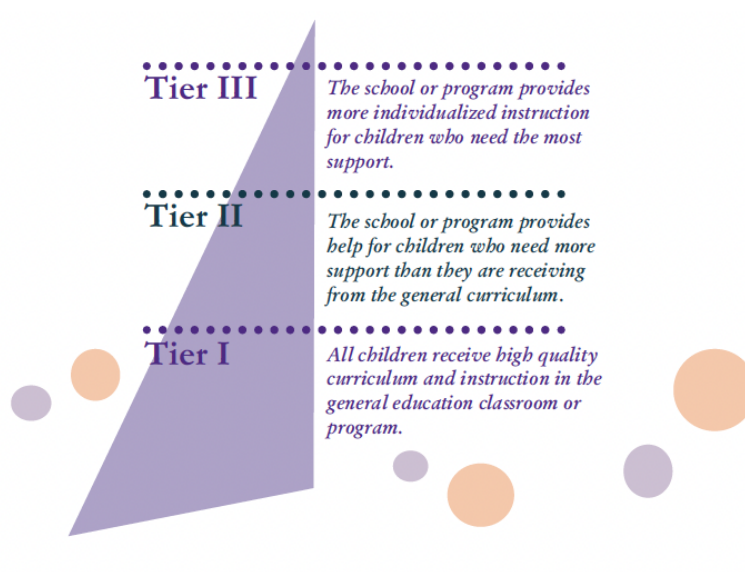 Tier III
The school or program provides
more individualized instruction
for children who need the most
support.
Tier II
The school or program provides
help for children who need more
support than they are receiving
from the general curriculum.
Tier I
All children receive high quality
curriculum and instruction in the
general education classroom or
program.